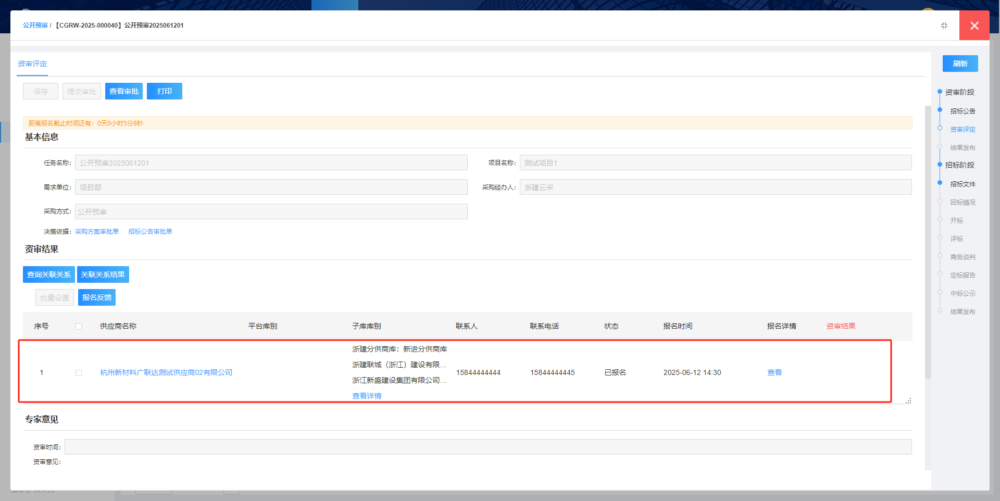 公开预审 / 【CGRW-2025-000040】公开预审2025061201
资审评定
刷新
保存 提交审批 查看审批 打印
距离报名截止时间还有：0天0小时5分8秒
基本信息
任务名称： 公开预审2025061201 项目名称： 测试项目1
需求单位： 项目部 采购经办人： 浙建云采
采购方式： 公开预审
决策依据： 采购方案审批单 招标公告审批单
资审结果
查询关联关系 关联关系结果
批量设置 报名反馈
序号 供应商名称 平台库别 子库库别 联系人 联系电话 状态 报名时间 报名详情 资审结果
浙建分供商库：新进分供商库
浙建联城（浙江）建设有限...
1 杭州新材料广联达测试供应商02有限公司 15844444444 15844444445 已报名 2025-06-12 14:30 查看
浙江新盛建设集团有限公司...
查看详情
专家意见
资审时间：
资审意见：
资审阶段
招标公告
资审评定
结果发布
招标阶段
招标文件
回标情况
开标
评标
商务谈判
定标报告
中标公示
结果发布